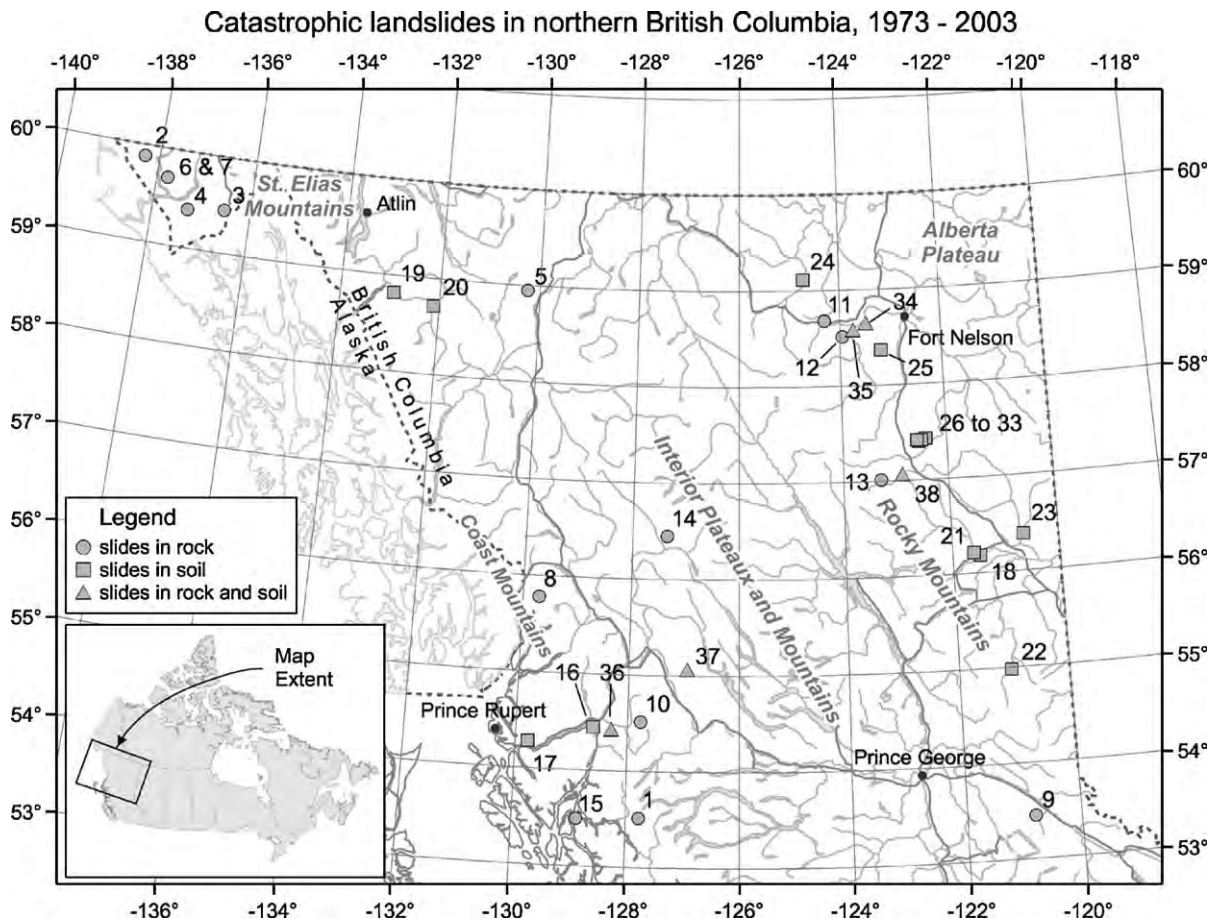 Catastrophic landslides in northern British Columbia, 1973 - 2003
-140° -138° -136° -134° -132° -130° -128° -126° -124° -122° -120° -118°
60°
2
60°
6 & 7
St. Elias
Mountains
4
3
Atlin
59°
Alberta
Plateau
59°
19
20
5
24
11
34
58°
Fort Nelson
12
35
25
58°
Alaska
British Columbia
57°
26 to 33
57°
13
38
Interior Plateaux and Mountains
Rocky Mountains
56°
14
23
21
18
56°
Legend
slides in rock
slides in soil
slides in rock and soil
Coast Mountains
8
55°
37
22
55°
Map
Extent
16
36
10
54°
Prince Rupert
17
Prince George
54°
15
1
9
53°
53°
-136° -134° -132° -130° -128° -126° -124° -122° -120°